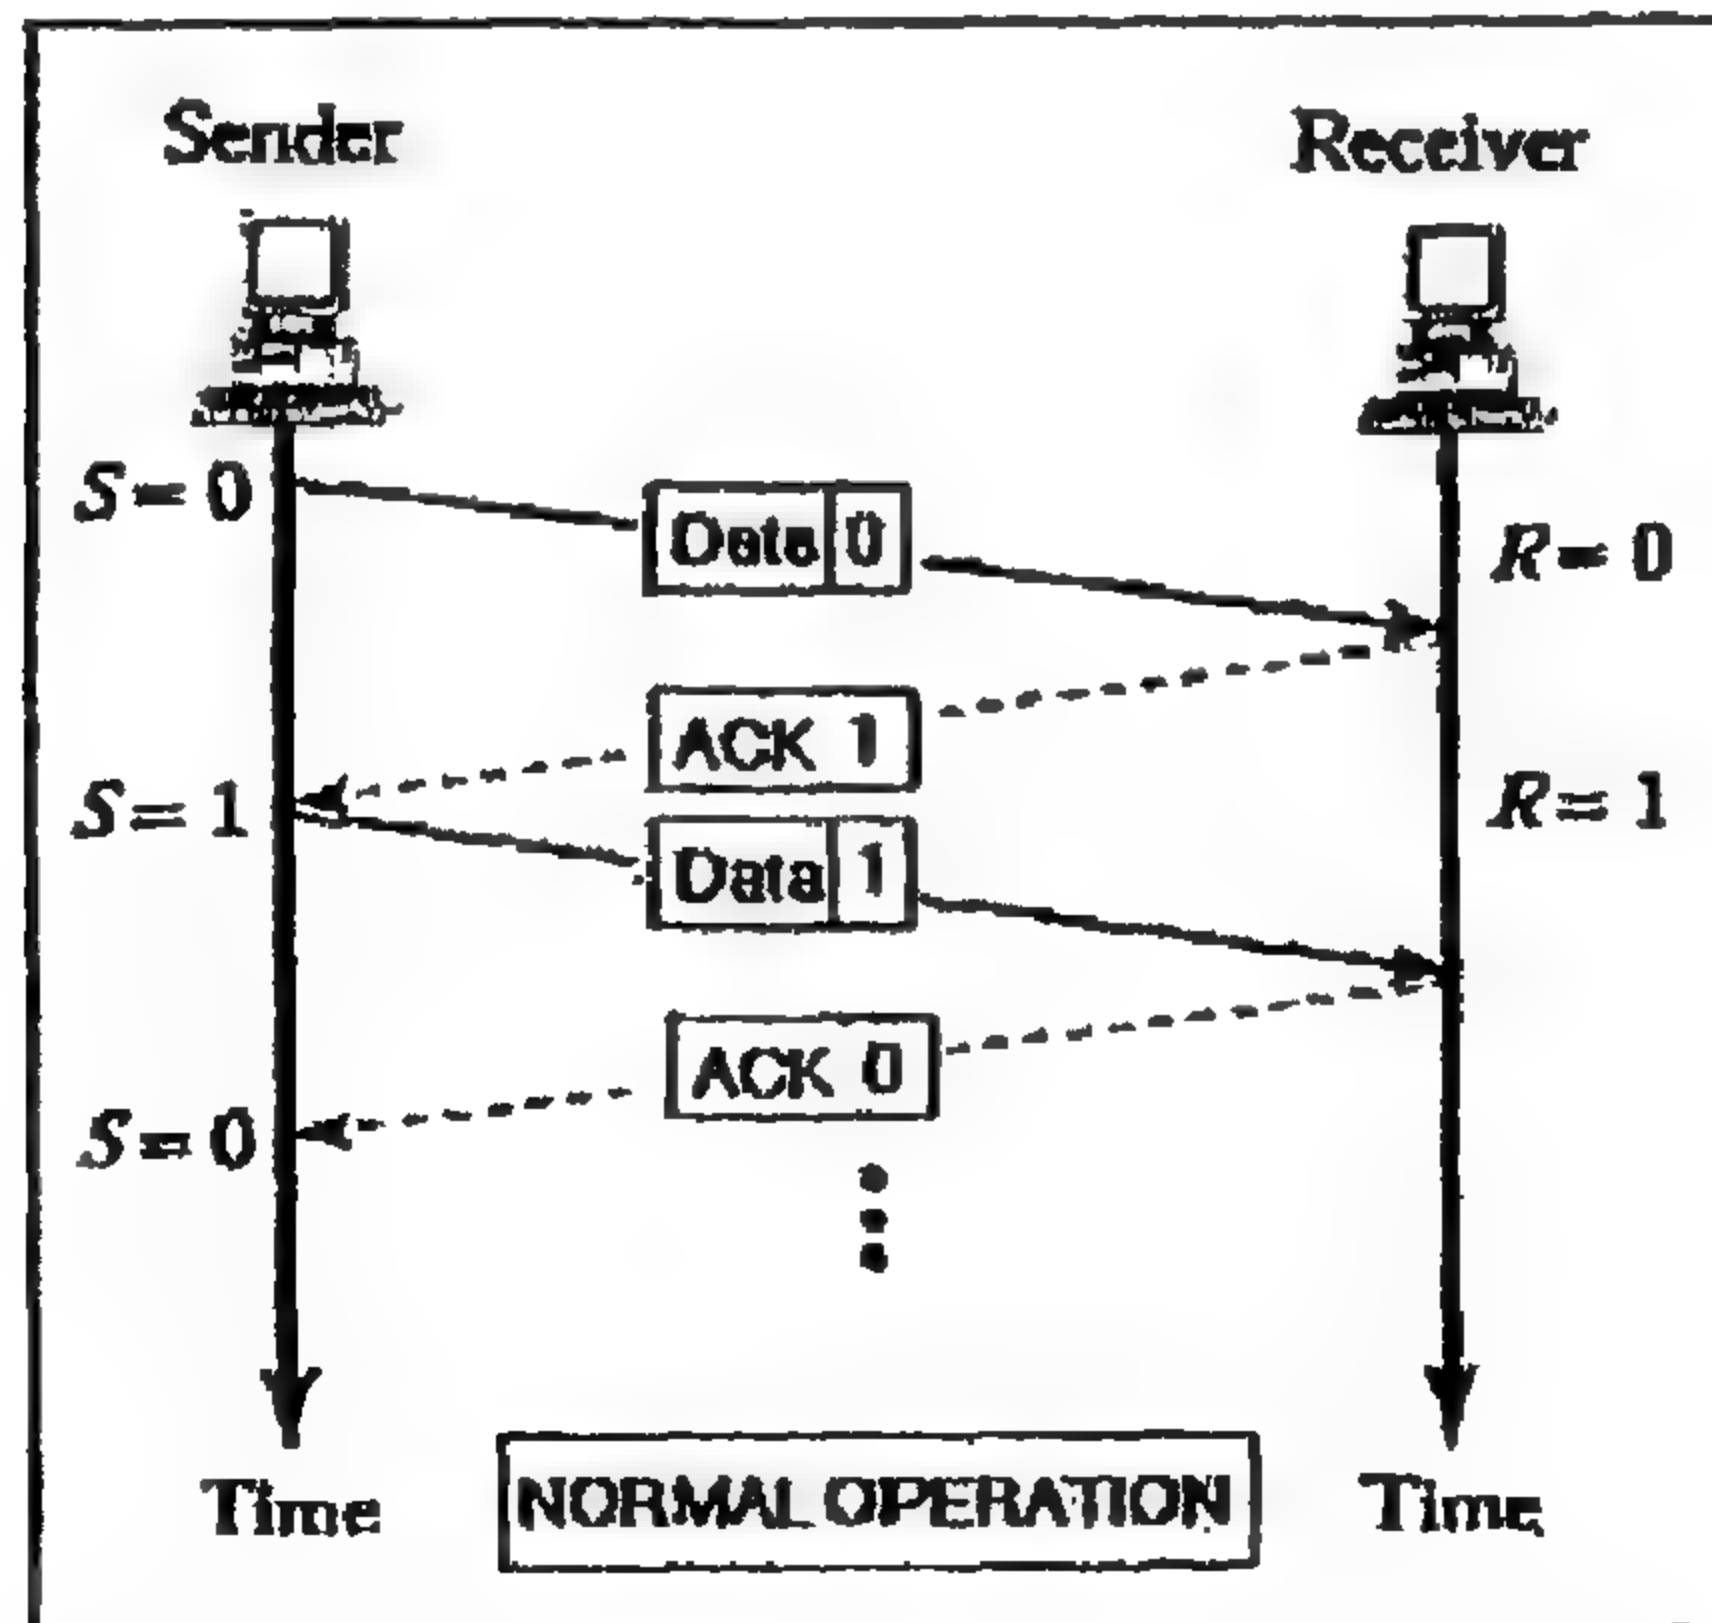 Sender Receiver
S = 0
Data 0
R = 0
ACK 1
S = 1
R = 1
Data 1
ACK 0
S = 0
Time
NORMAL OPERATION
Time